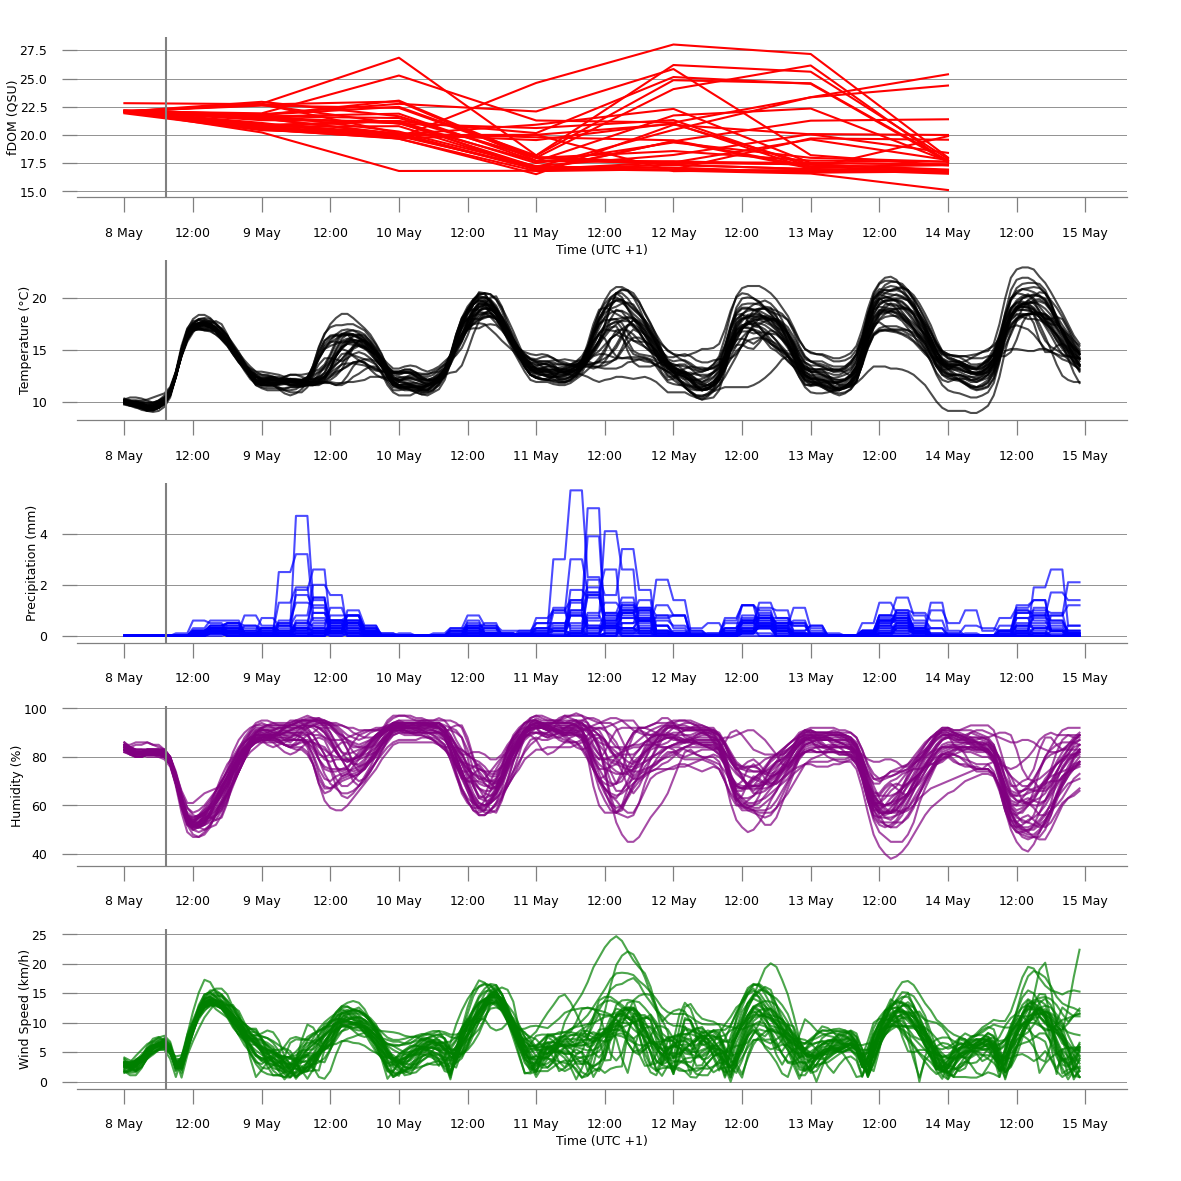 fDOM (QSU)
27.5
25.0
22.5
20.0
17.5
15.0
8 May 12:00 9 May 12:00 10 May 12:00 11 May 12:00 12 May 12:00 13 May 12:00 14 May 12:00 15 May
Time (UTC +1)
Temperature (°C)
20
15
10
8 May 12:00 9 May 12:00 10 May 12:00 11 May 12:00 12 May 12:00 13 May 12:00 14 May 12:00 15 May
Precipitation (mm)
4
2
0
8 May 12:00 9 May 12:00 10 May 12:00 11 May 12:00 12 May 12:00 13 May 12:00 14 May 12:00 15 May
Humidity (%)
100
80
60
40
8 May 12:00 9 May 12:00 10 May 12:00 11 May 12:00 12 May 12:00 13 May 12:00 14 May 12:00 15 May
Wind Speed (km/h)
25
20
15
10
5
0
8 May 12:00 9 May 12:00 10 May 12:00 11 May 12:00 12 May 12:00 13 May 12:00 14 May 12:00 15 May
Time (UTC +1)